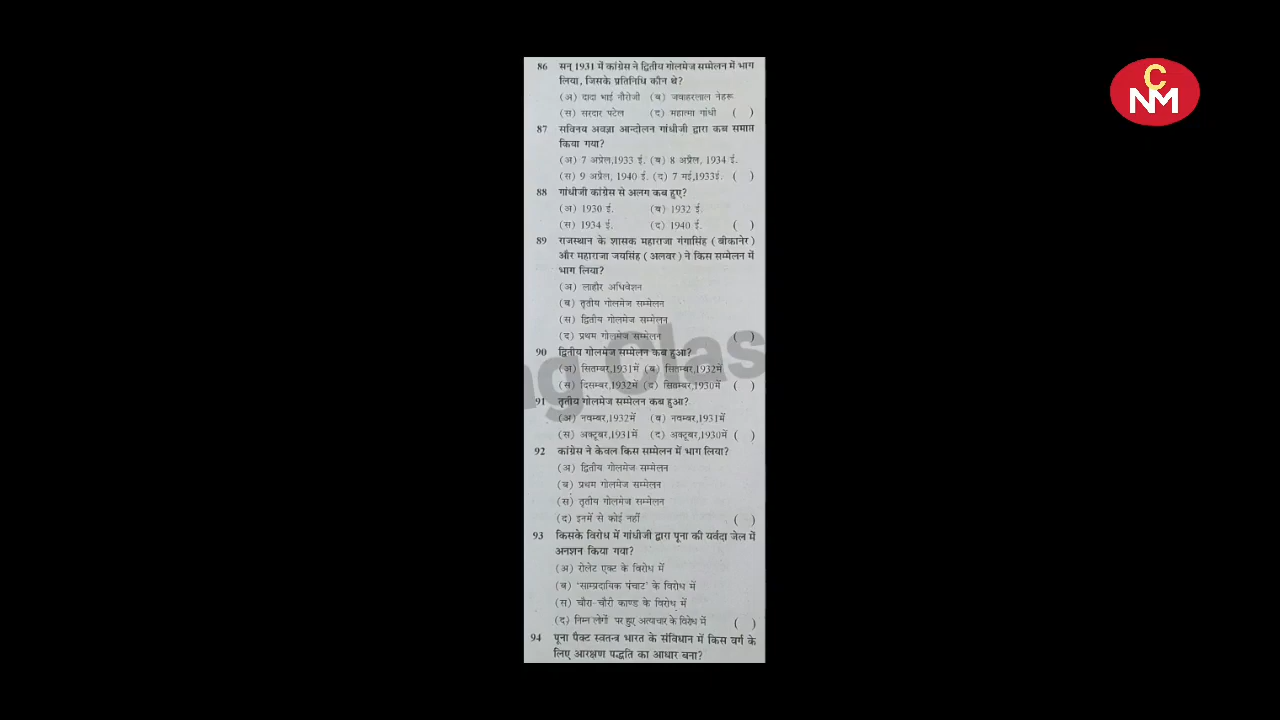 C
NM
86 सन् 1931 में कांग्रेस ने द्वितीय गोलमेज सम्मेलन में भाग
लिया, जिसके प्रतिनिधि कौन थे?
(अ) दादा भाई नौरोजी (ब) जवाहरलाल नेहरू
(स) सरदार पटेल (द) महात्मा गांधी ( )
87 सविनय अवज्ञा आन्दोलन गांधीजी द्वारा कब समाप्त
किया गया?
(अ) 7 अप्रेल,1933 ई. (ब) 8 अप्रैल, 1934 ई.
(स) 9 अप्रैल, 1940 ई. (द) 7 मई,1933ई. ( )
88 गांधीजी कांग्रेस से अलग कब हुए?
(अ) 1930 ई. (ब) 1932 ई.
(स) 1934 ई. (द) 1940 ई. ( )
89 राजस्थान के शासक महाराजा गंगासिंह ( बीकानेर )
और महाराजा जयसिंह ( अलवर ) ने किस सम्मेलन में
भाग लिया?
(अ) लाहौर अधिवेशन
(ब) तृतीय गोलमेज सम्मेलन
(स) द्वितीय गोलमेज सम्मेलन
(द) प्रथम गोलमेज सम्मेलन ( )
ng Clas
90 द्वितीय गोलमेज सम्मेलन कब हुआ?
(अ) सितम्बर,1931में (ब) सितम्बर,1932में
(स) दिसम्बर,1932में (द) सितम्बर,1930में ( )
91 तृतीय गोलमेज सम्मेलन कब हुआ?
(अ) नवम्बर,1932में (ब) नवम्बर,1931में
(स) अक्टूबर,1931में (द) अक्टूबर,1930में ( )
92 कांग्रेस ने केवल किस सम्मेलन में भाग लिया?
(अ) द्वितीय गोलमेज सम्मेलन
(ब) प्रथम गोलमेज सम्मेलन
(स) तृतीय गोलमेज सम्मेलन
(द) इनमें से कोई नहीं ( )
93 किसके विरोध में गांधीजी द्वारा पूना की यर्वदा जेल में
अनशन किया गया?
(अ) रोलेट एक्ट के विरोध में
(ब) 'साम्प्रदायिक पंचाट' के विरोध में
(स) चौरा-चौरी काण्ड के विरोध में
(द) निम्न लोगों पर हुए अत्याचार के विरोध में ( )
94 पूना पैक्ट स्वतन्त्र भारत के संविधान में किस वर्ग के
लिए आरक्षण पद्धति का आधार बना?